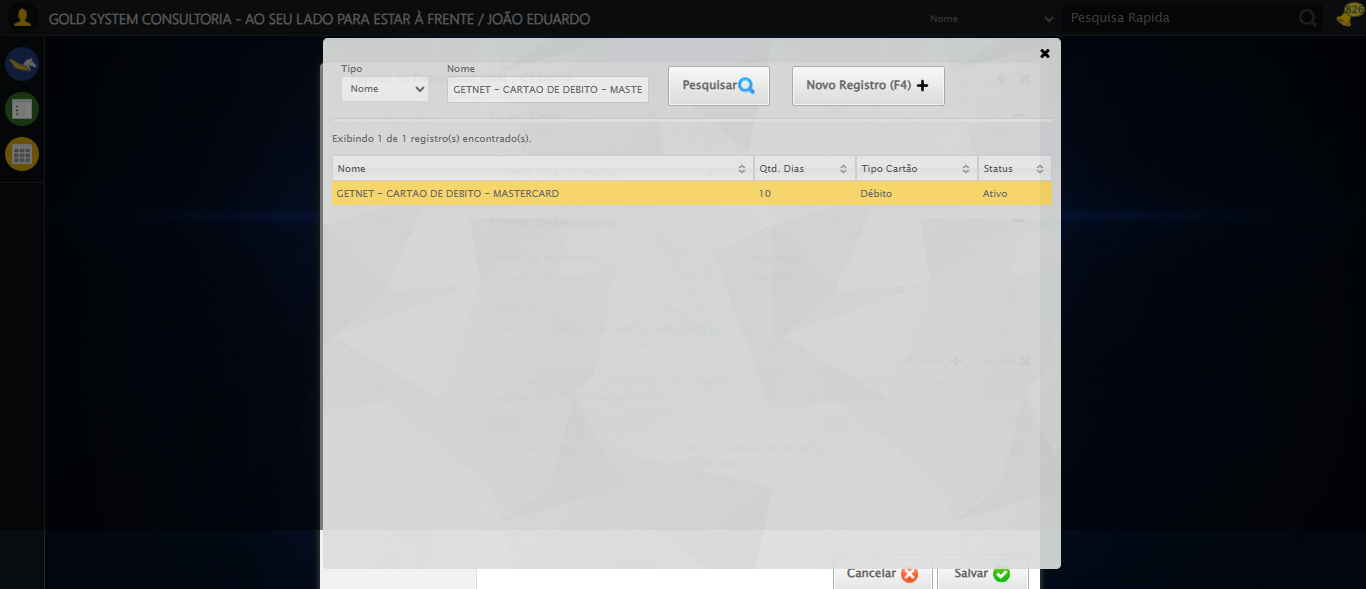 GOLD SYSTEM CONSULTORIA - AO SEU LADO PARA ESTAR À FRENTE / JOÃO EDUARDO
Nome
Pesquisa Rapida
826
Tipo
Nome
Nome
GETNET - CARTAO DE DEBITO - MASTE
Pesquisar
Novo Registro (F4)
Exibindo 1 de 1 registro(s) encontrado(s).
Nome Qtd. Dias Tipo Cartão Status
GETNET - CARTAO DE DEBITO - MASTERCARD 10 Débito Ativo
Cancelar
Salvar